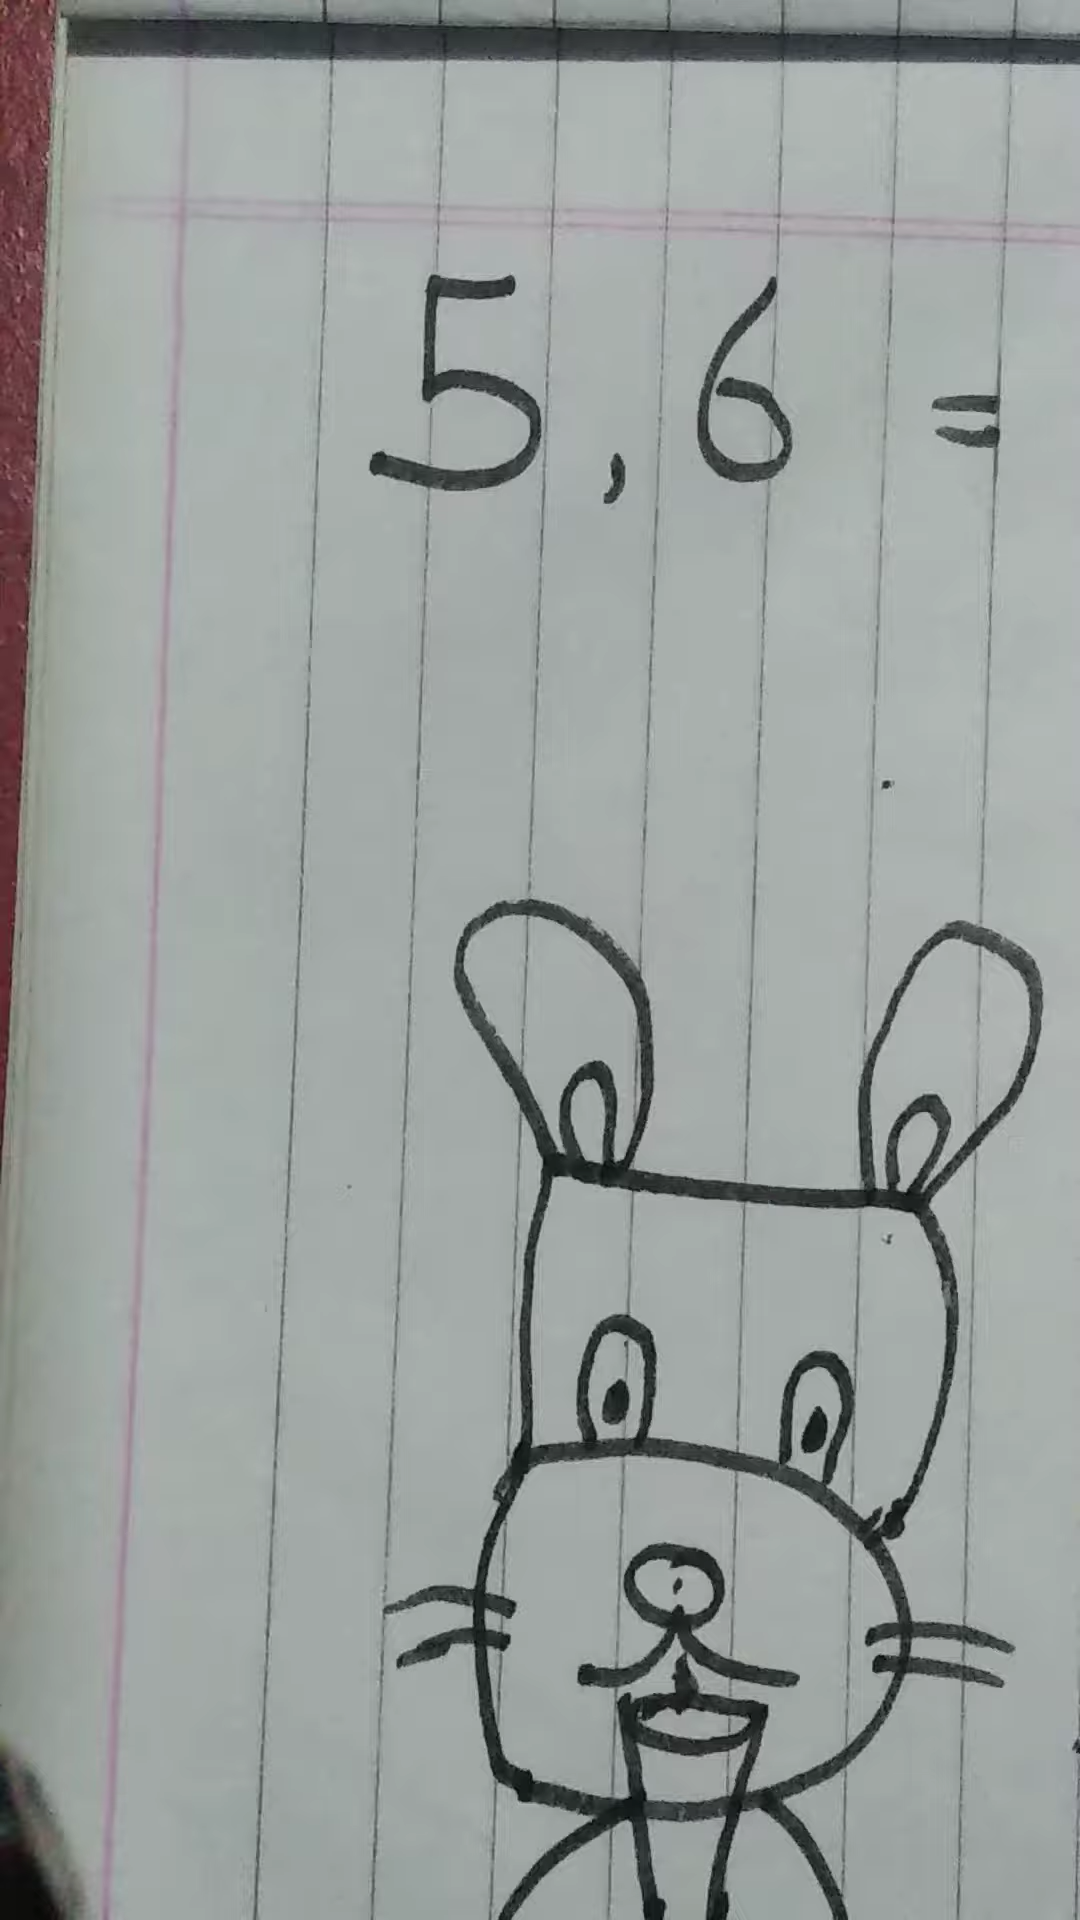 5,6 =